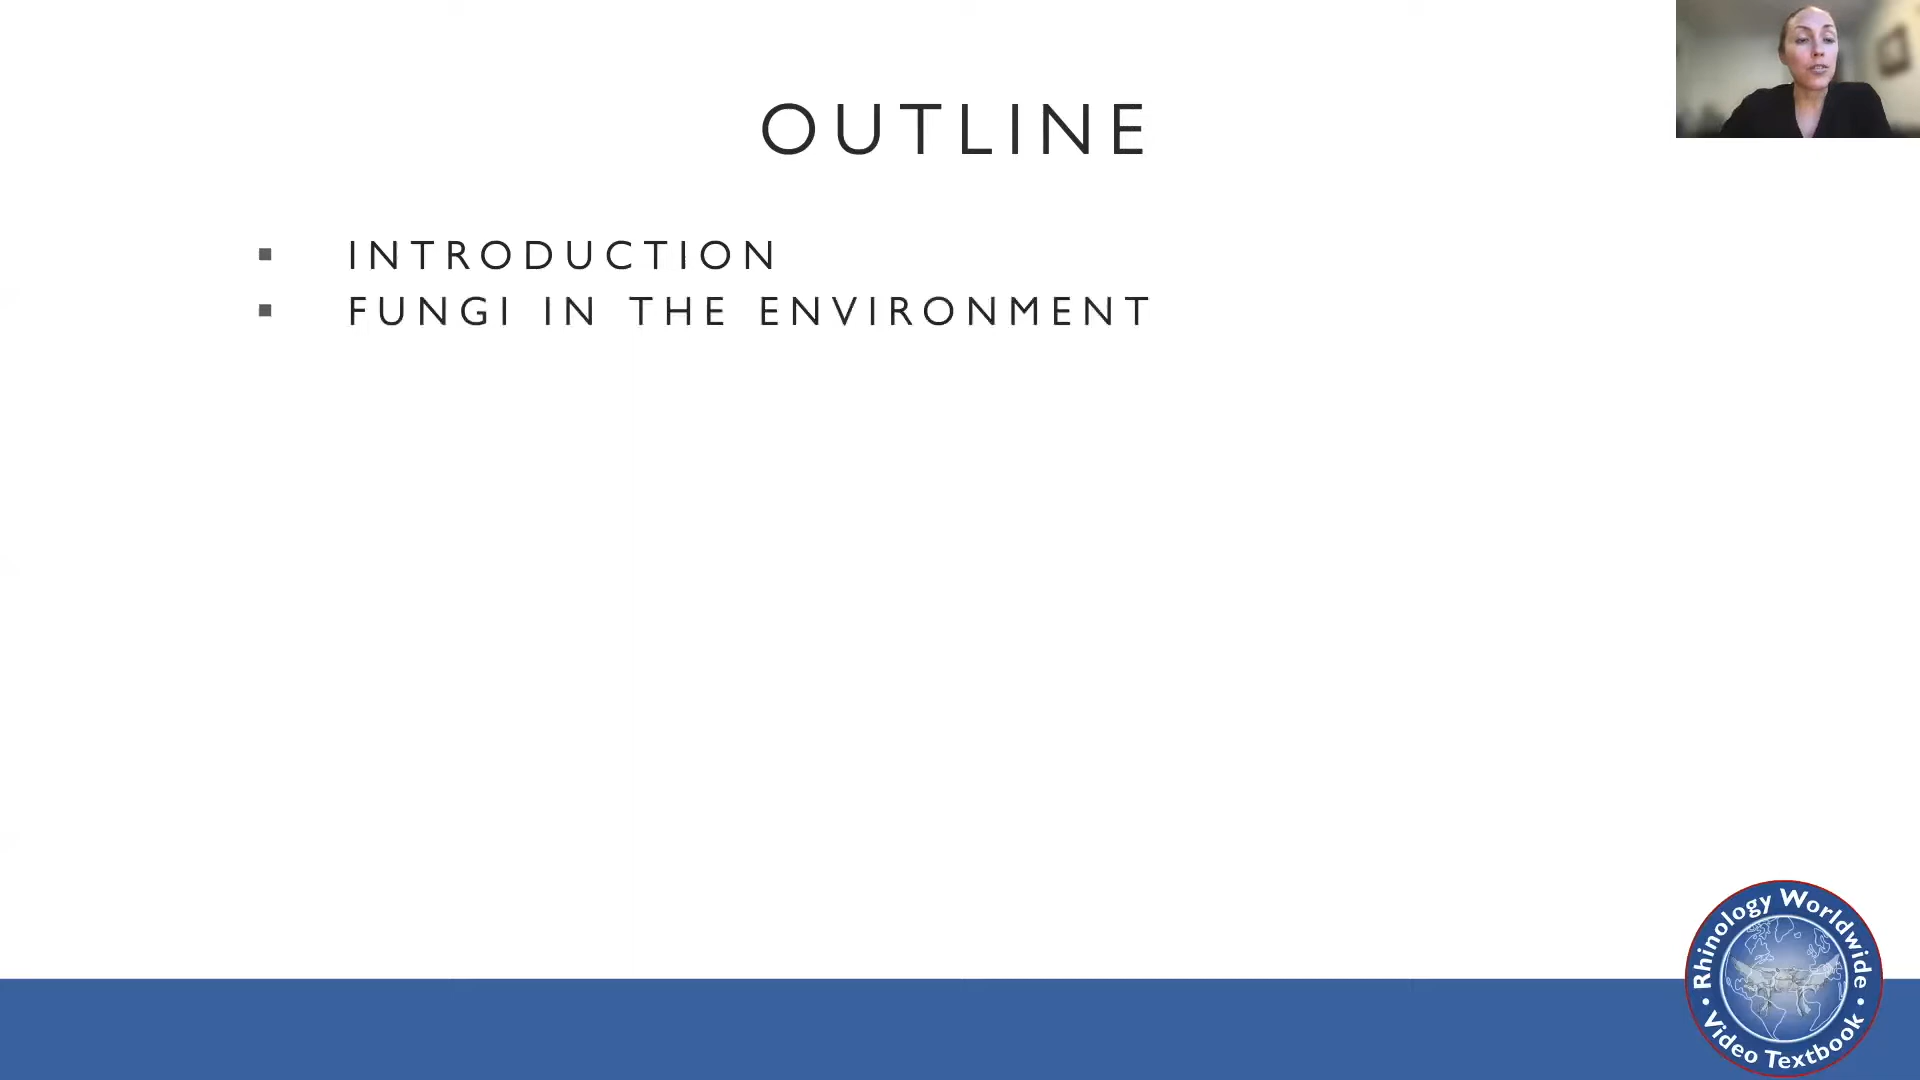 OUTLINE
▪ INTRODUCTION
▪ FUNGI IN THE ENVIRONMENT
Rhinology Worldwide
• Video Textbook •